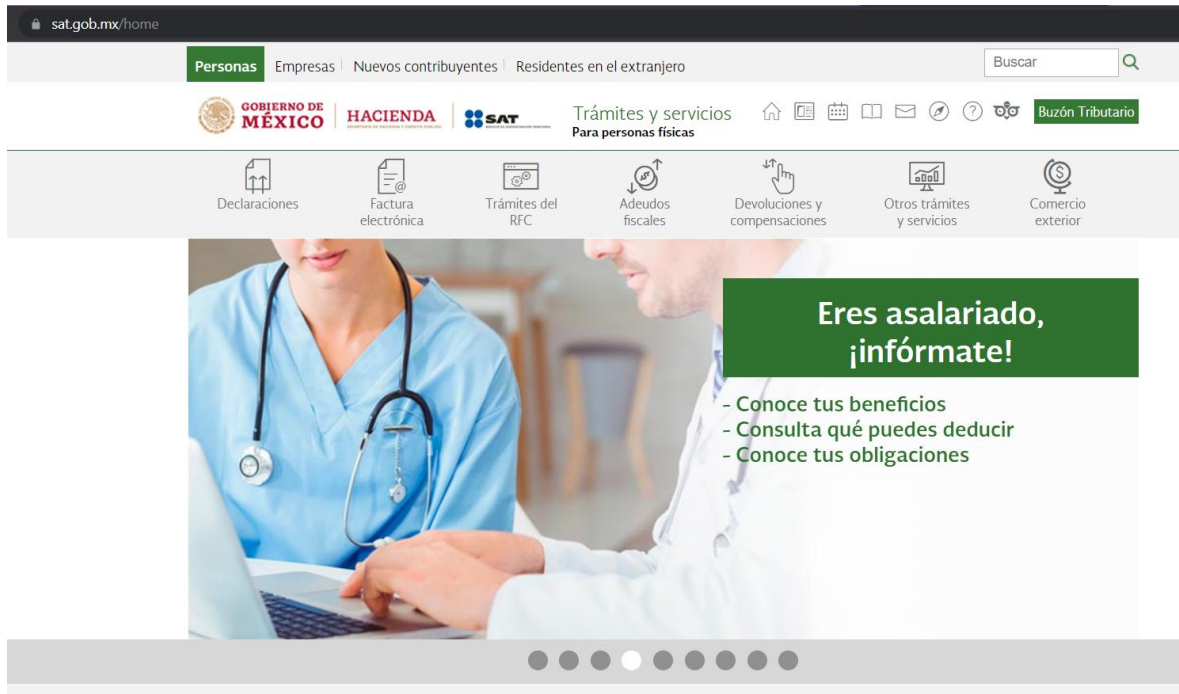 sat.gob.mx/home
Personas Empresas Nuevos contribuyentes Residentes en el extranjero Buscar
GOBIERNO DE
MÉXICO
HACIENDA
SAT
Trámites y servicios
Para personas físicas
Buzón Tributario
Declaraciones
Factura
electrónica
Trámites del
RFC
Adeudos
fiscales
Devoluciones y
compensaciones
Otros trámites
y servicios
Comercio
exterior
Eres asalariado,
¡infórmate!
- Conoce tus beneficios
- Consulta qué puedes deducir
- Conoce tus obligaciones